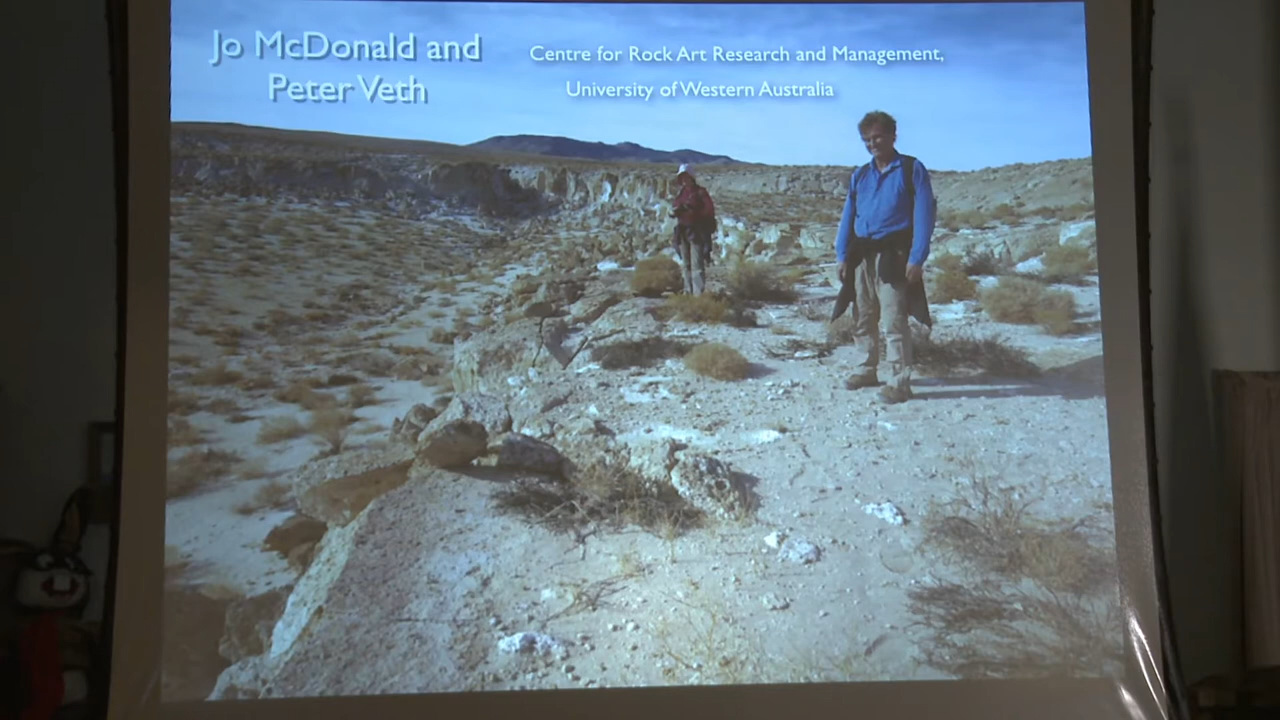 Jo McDonald and
Peter Veth
Centre for Rock Art Research and Management,
University of Western Australia